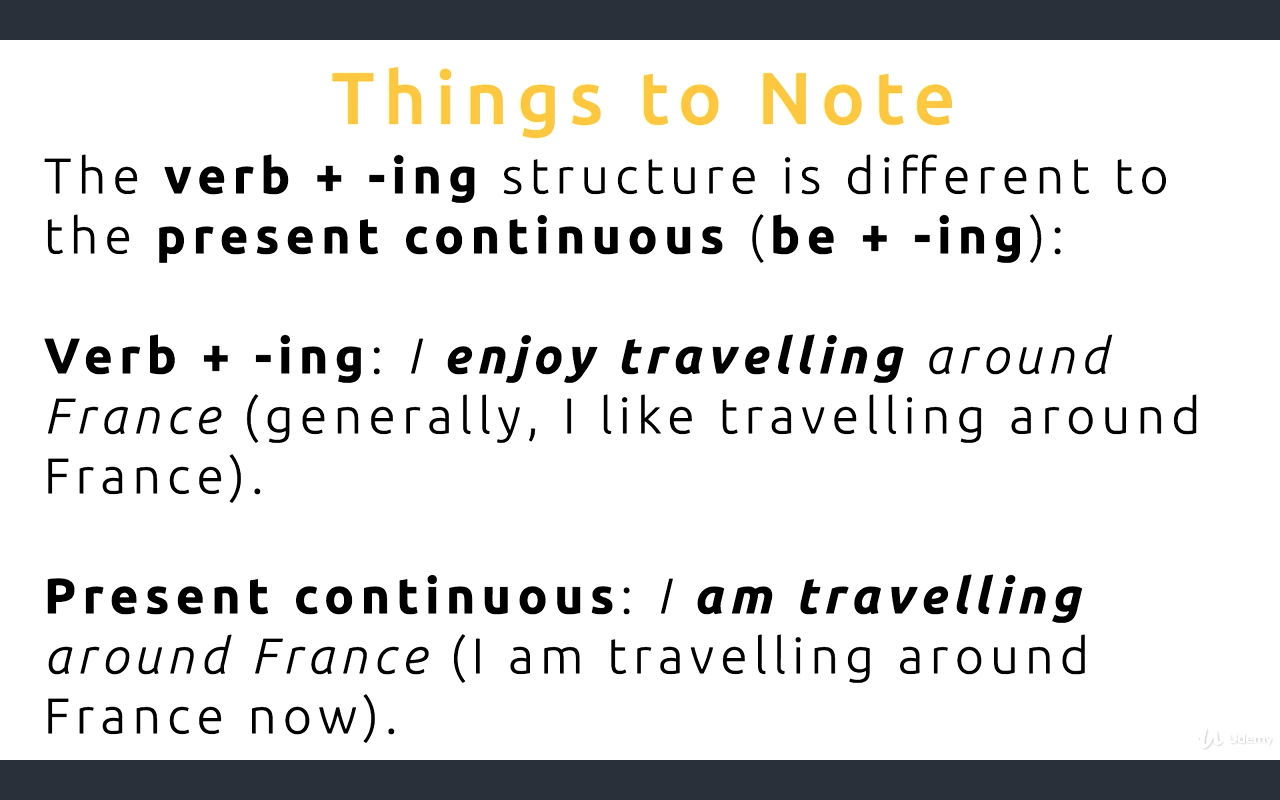 Things to Note
The verb + -ing structure is different to
the present continuous (be + -ing):
Verb + -ing: I enjoy travelling around
France (generally, I like travelling around
France).
Present continuous: I am travelling
around France (I am travelling around
France now).
Udemy